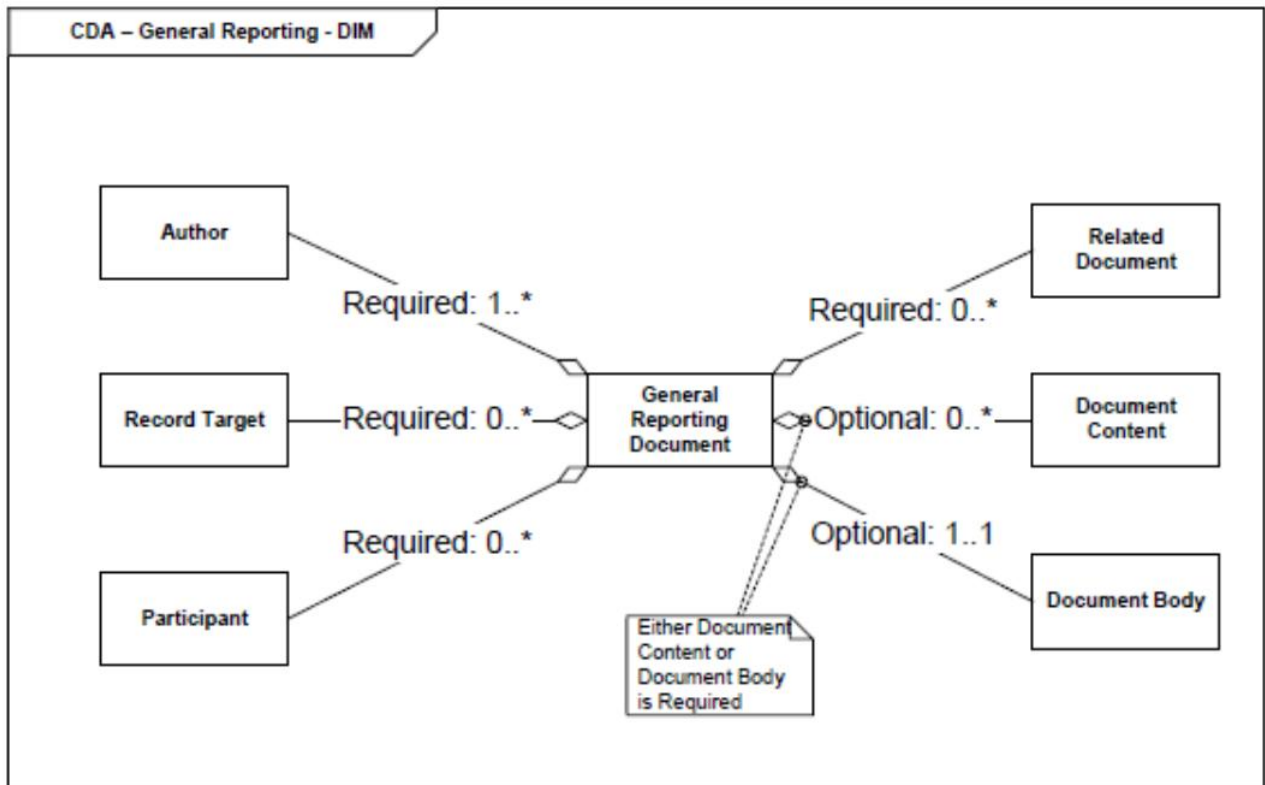 CDA – General Reporting - DIM
Author
Related
Document
Required: 1..*
Required: 0..*
Record Target
Required: 0..*
General
Reporting
Document
Optional: 0..*
Document
Content
Required: 0..*
Optional: 1..1
Participant
Document Body
Either Document
Content or
Document Body
is Required